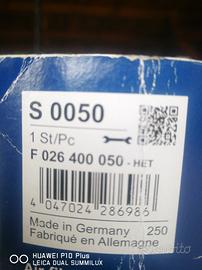 S 0050
1 St/Pc
F 026 400 050 - HET
4 047024 286986
Made in Germany
250
Fabriqué en Allemagne
HUAWEI P10 Plus
LEICA DUAL SUMMILUX